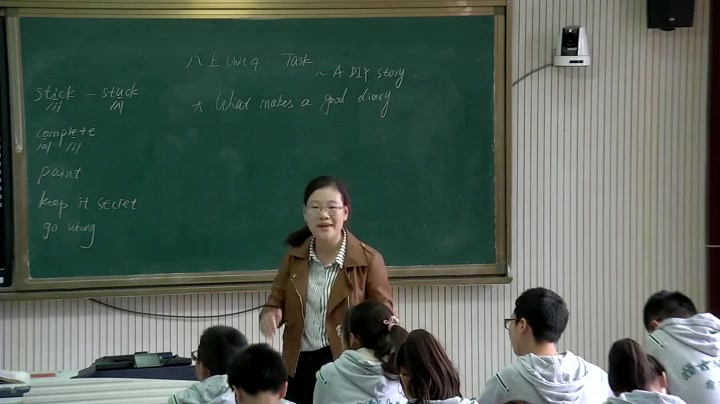 八上 Unit 4 Task
~ A DIY story.
* What makes a good diary
stick - stuck
/ɪ/ /ʌ/
complete
/ə/ /iː/
paint
keep it secret
go wrong